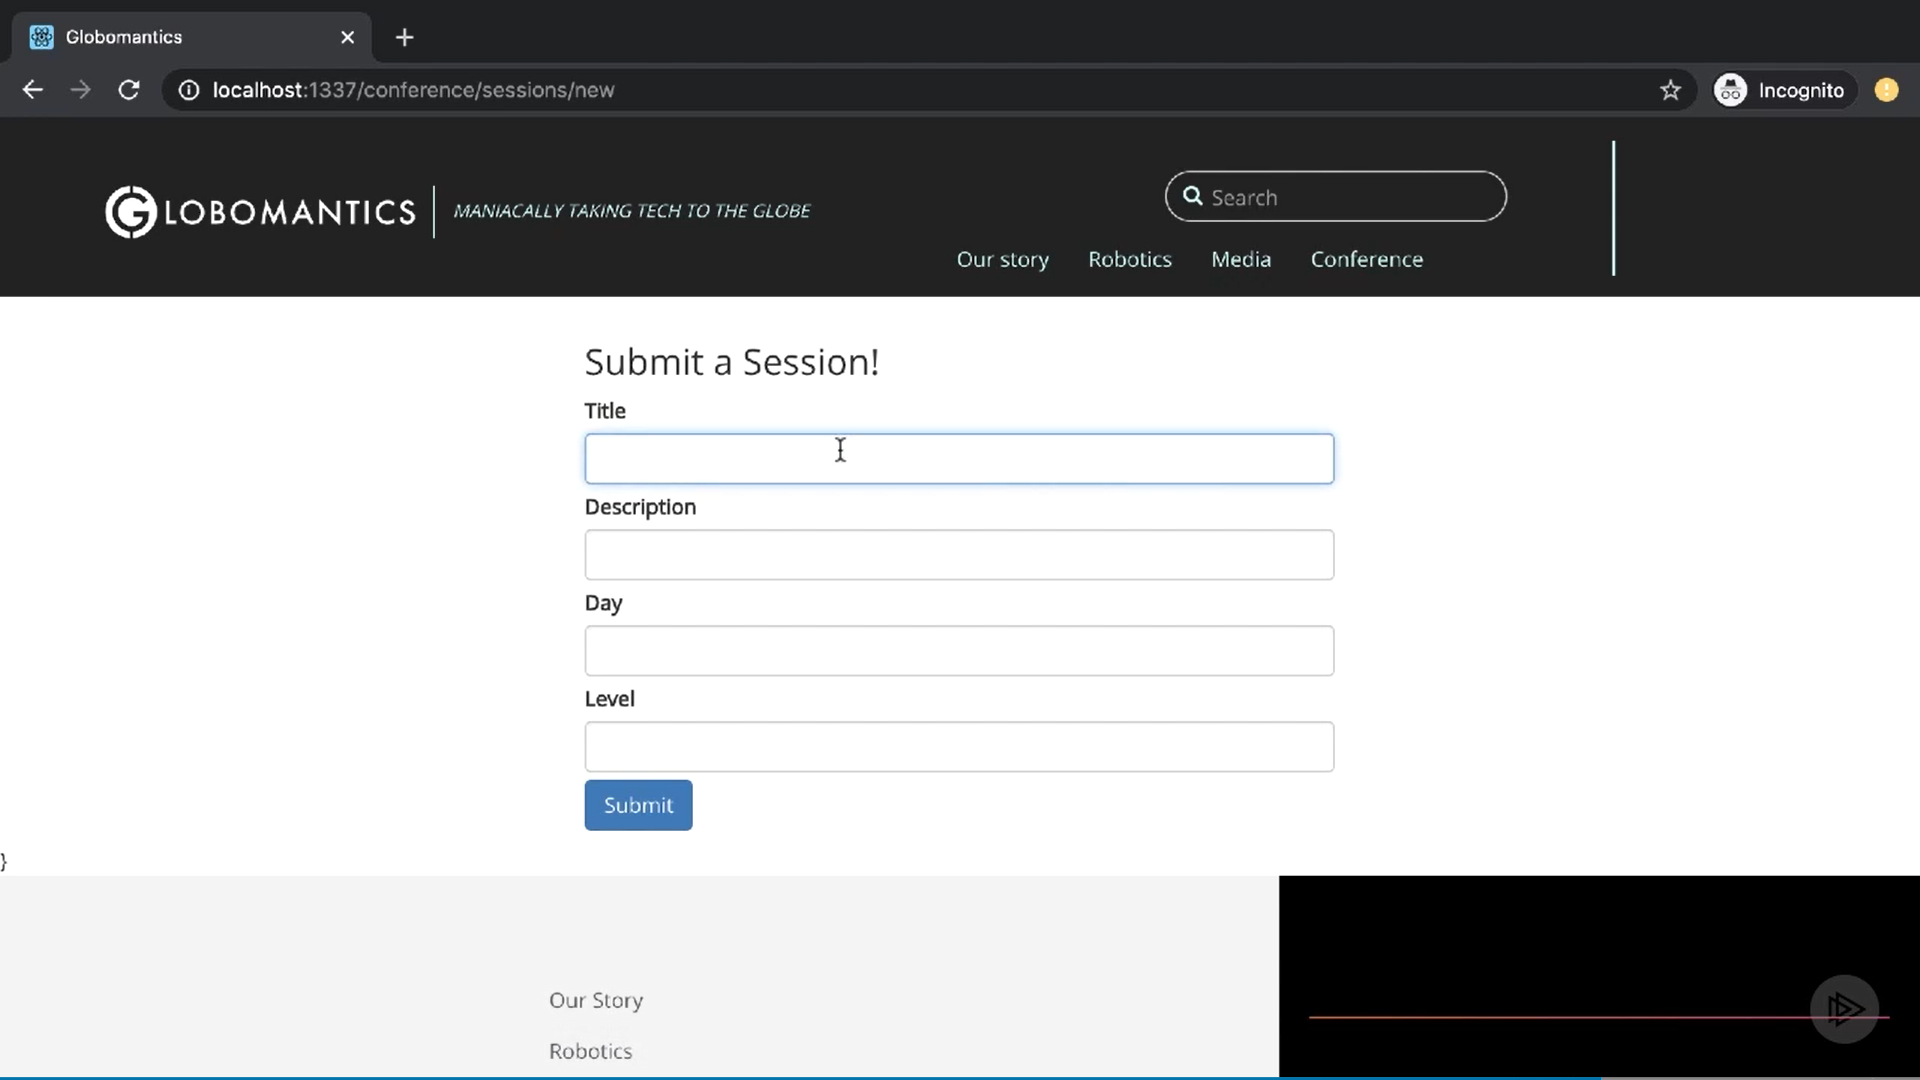 Globomantics
localhost:1337/conference/sessions/new
Incognito
GLOBOMANTICS
MANIACALLY TAKING TECH TO THE GLOBE
Search
Our story Robotics Media Conference
Submit a Session!
Title
Description
Day
Level
Submit
}
Our Story
Robotics